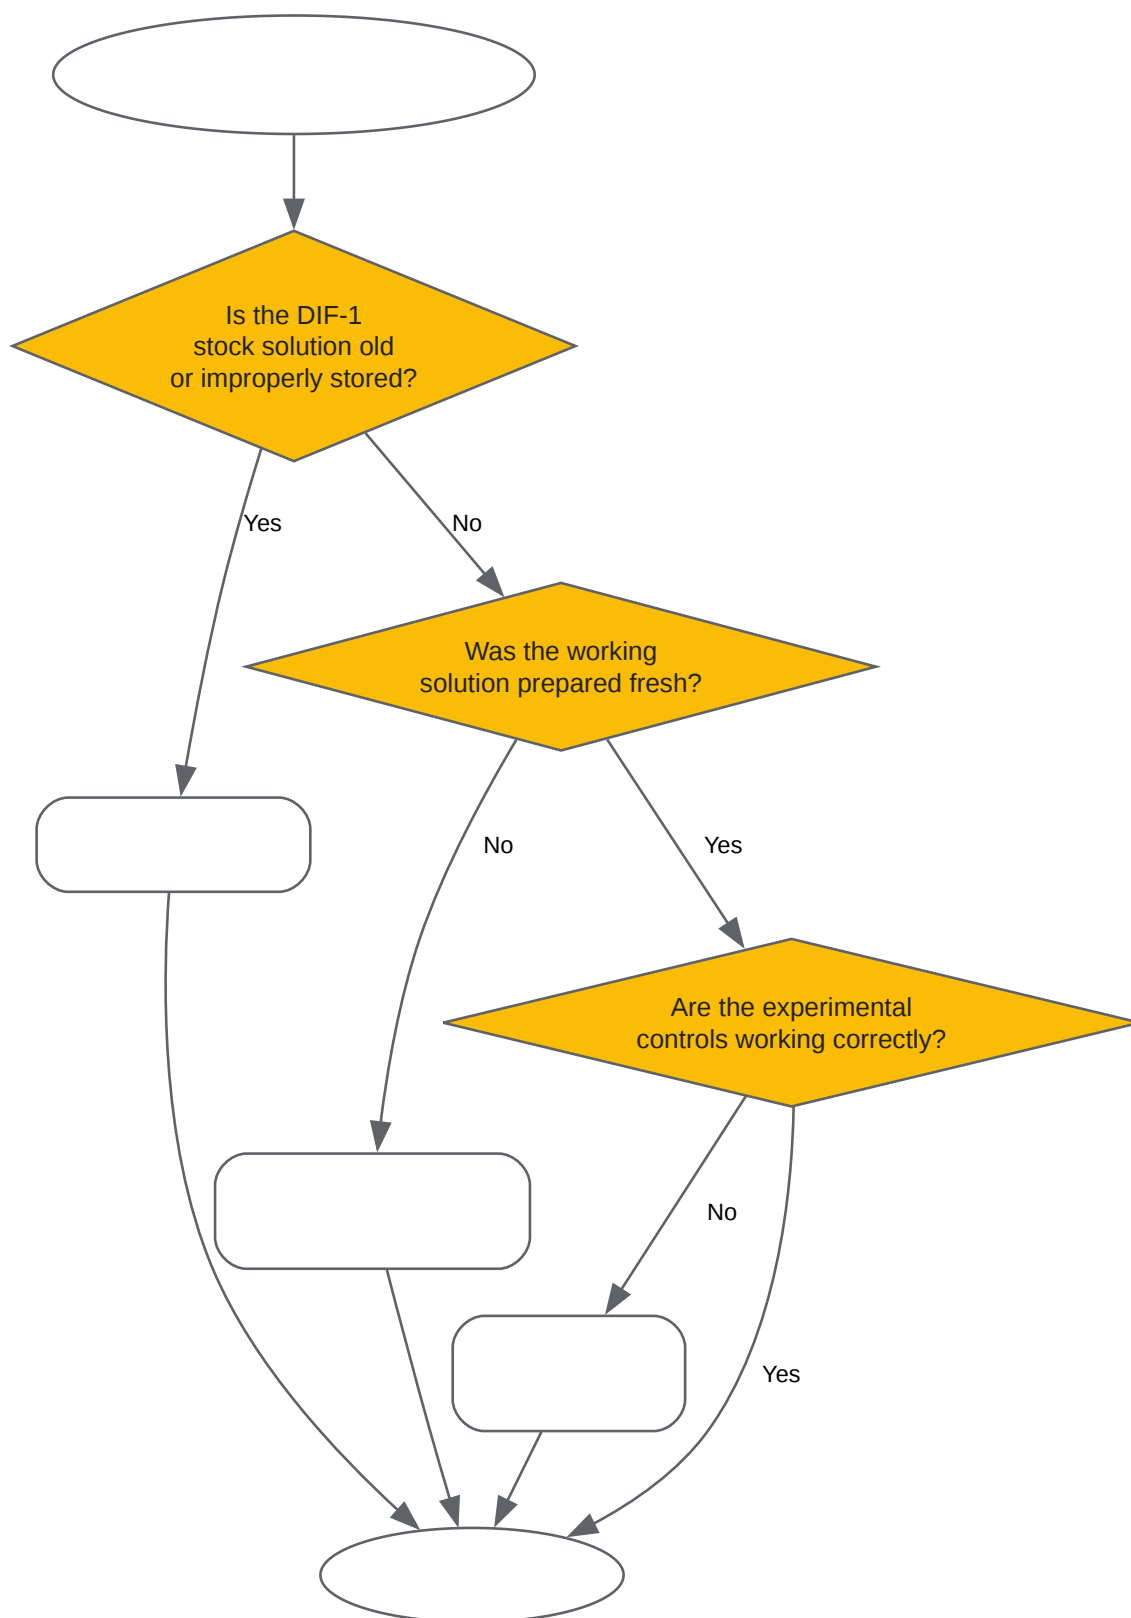 Is the DIF-1
stock solution old
or improperly stored?
Yes
No
Was the working
solution prepared fresh?
No
Yes
Are the experimental
controls working correctly?
No
Yes